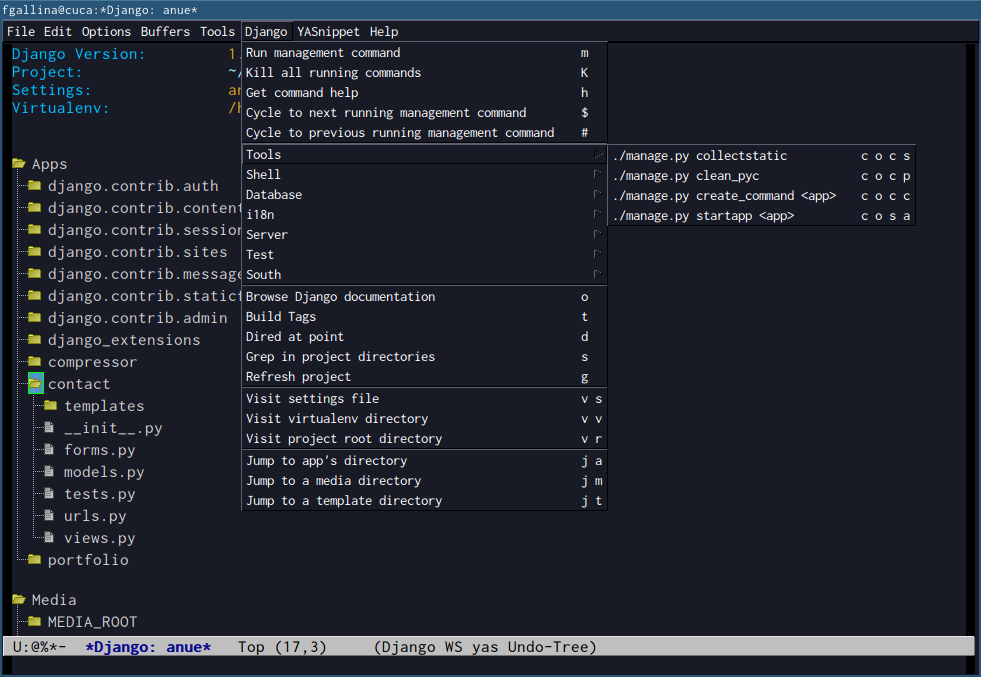 fgallina@cuca:*Django: anue*
File Edit Options Buffers Tools Django YASnippet Help
Django Version: 1
Project: ~/
Settings:
Virtualenv: /
Apps
django.contrib.auth
django.contrib.content
django.contrib.session
django.contrib.sites
django.contrib.message
django.contrib.static
django.contrib.admin
django_extensions
compressor
contact
templates
__init__.py
forms.py
models.py
tests.py
urls.py
views.py
portfolio
Media
MEDIA_ROOT
Run management command m
Kill all running commands K
Get command help h
Cycle to next running management command $
Cycle to previous running management command #
Tools
Shell
Database
i18n
Server
Test
South
Browse Django documentation o
Build Tags t
Dired at point d
Grep in project directories s
Refresh project g
Visit settings file v s
Visit virtualenv directory v v
Visit project root directory v r
Jump to app's directory j a
Jump to a media directory j m
Jump to a template directory j t
./manage.py collectstatic c o c s
./manage.py clean_pyc c o c p
./manage.py create_command <app> c o c c
./manage.py startapp <app> c o s a
U:@%*- *Django: anue* Top (17,3) (Django WS yas Undo-Tree)